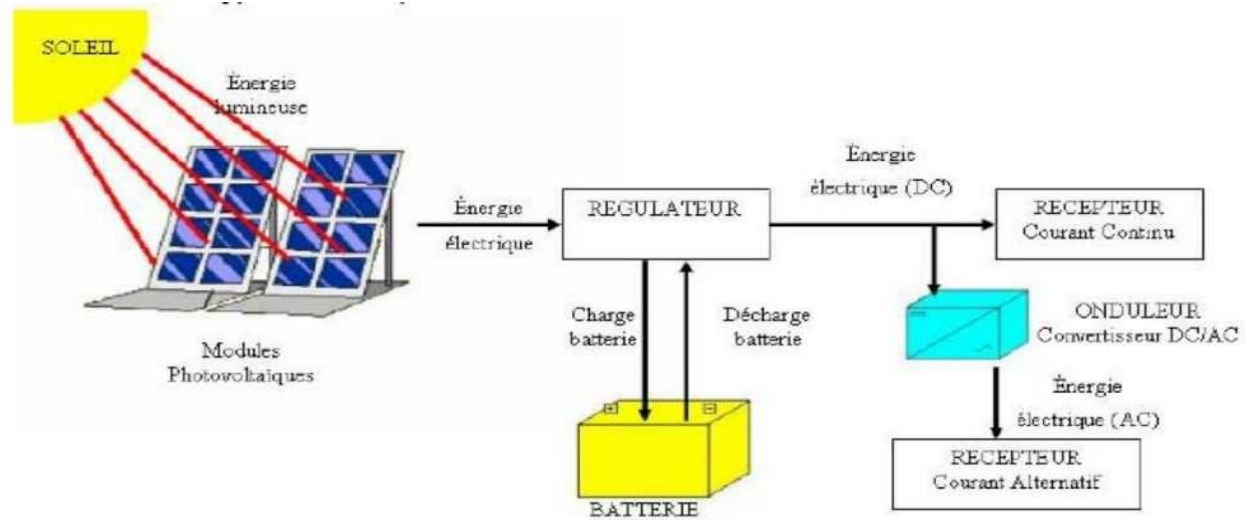 SOLEIL
Énergie
lumineuse
Modules
Photovoltaïques
Énergie
électrique
REGULATEUR
Charge
batterie
Décharge
batterie
+
-
BATTERIE
Énergie
électrique (DC)
RECEPTEUR
Courant Continu
ONDULEUR
Convertisseur DC/AC
Énergie
électrique (AC)
RECEPTEUR
Courant Alternatif